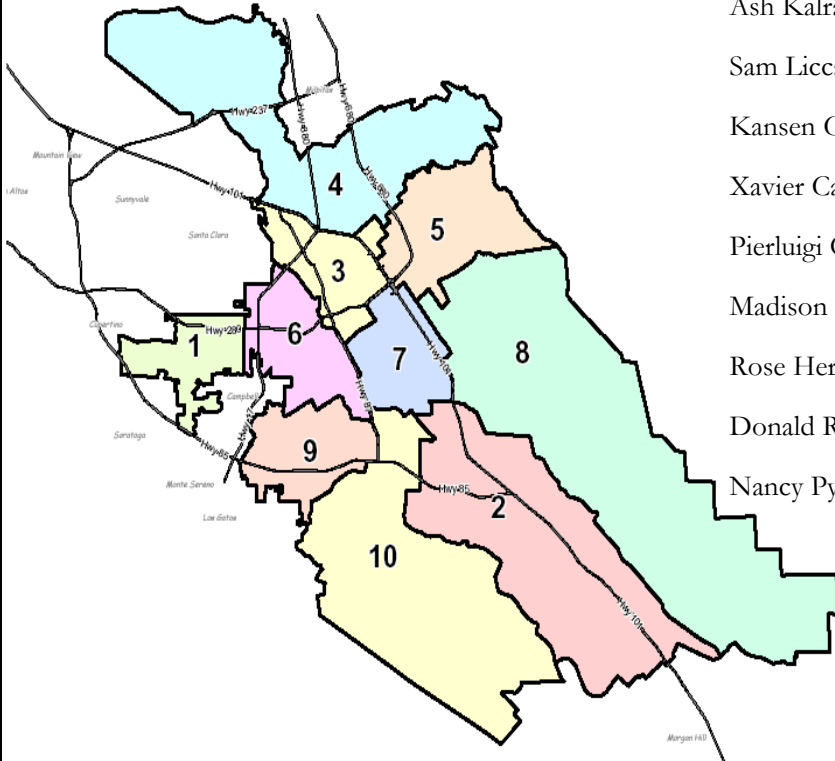 Ash Kalra
Sam Licc
Kansen
Xavier Ca
Pierluigi
Madison
Rose Her
Donald R
Nancy Py
Milpitas
Hwy 237
Hwy 880
Hwy 680
Hwy 680
Mountain View
Altos
Hwy 101
Sunnyvale
Santa Clara
4
5
3
Cupertino
1
Hwy 280
6
7
8
Hwy 101
Hwy 87
Campbell
Hwy 17
Saratoga
Hwy 85
9
Monte Sereno
Los Gatos
Hwy 85
2
10
Hwy 101
Morgan Hill